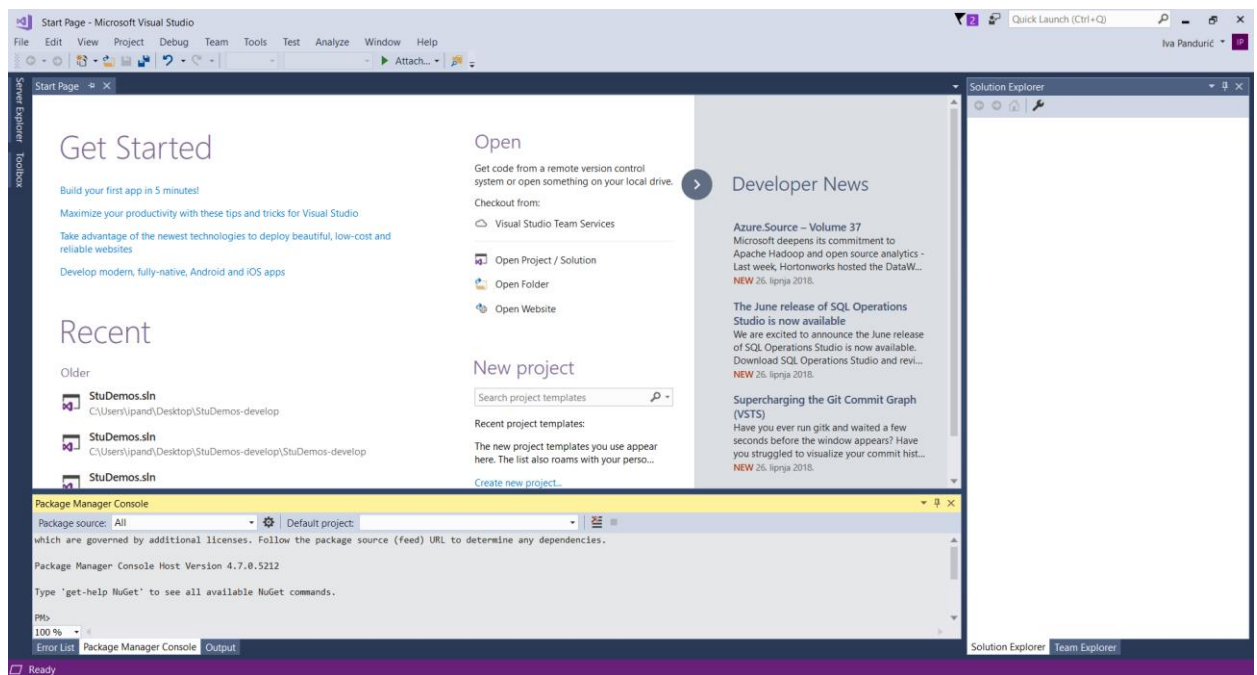 Start Page - Microsoft Visual Studio
2
Quick Launch (Ctrl+Q)
File Edit View Project Debug Team Tools Test Analyze Window Help
Iva Pandurić
IP
Attach...
Server Explorer
Toolbox
Start Page
Get Started
Build your first app in 5 minutes!
Maximize your productivity with these tips and tricks for Visual Studio
Take advantage of the newest technologies to deploy beautiful, low-cost and
reliable websites
Develop modern, fully-native, Android and iOS apps
Recent
Older
StuDemos.sln
C:\Users\ipand\Desktop\StuDemos-develop
StuDemos.sln
C:\Users\ipand\Desktop\StuDemos-develop\StuDemos-develop
StuDemos.sln
Open
Get code from a remote version control
system or open something on your local drive.
Checkout from:
Visual Studio Team Services
Open Project / Solution
Open Folder
Open Website
New project
Search project templates
Recent project templates:
The new project templates you use appear
here. The list also roams with your perso...
Create new project...
Developer News
Azure.Source – Volume 37
Microsoft deepens its commitment to
Apache Hadoop and open source analytics -
Last week, Hortonworks hosted the DataW...
NEW 26. lipnja 2018.
The June release of SQL Operations
Studio is now available
We are excited to announce the June release
of SQL Operations Studio is now available.
Download SQL Operations Studio and revi...
NEW 26. lipnja 2018.
Supercharging the Git Commit Graph
(VSTS)
Have you ever run gitk and waited a few
seconds before the window appears? Have
you struggled to visualize your commit hist...
NEW 26. lipnja 2018.
Solution Explorer
Package Manager Console
Package source: All Default project:
which are governed by additional licenses. Follow the package source (feed) URL to determine any dependencies.
Package Manager Console Host Version 4.7.0.5212
Type 'get-help NuGet' to see all available NuGet commands.
PM>
100 %
Error List Package Manager Console Output
Solution Explorer Team Explorer
Ready